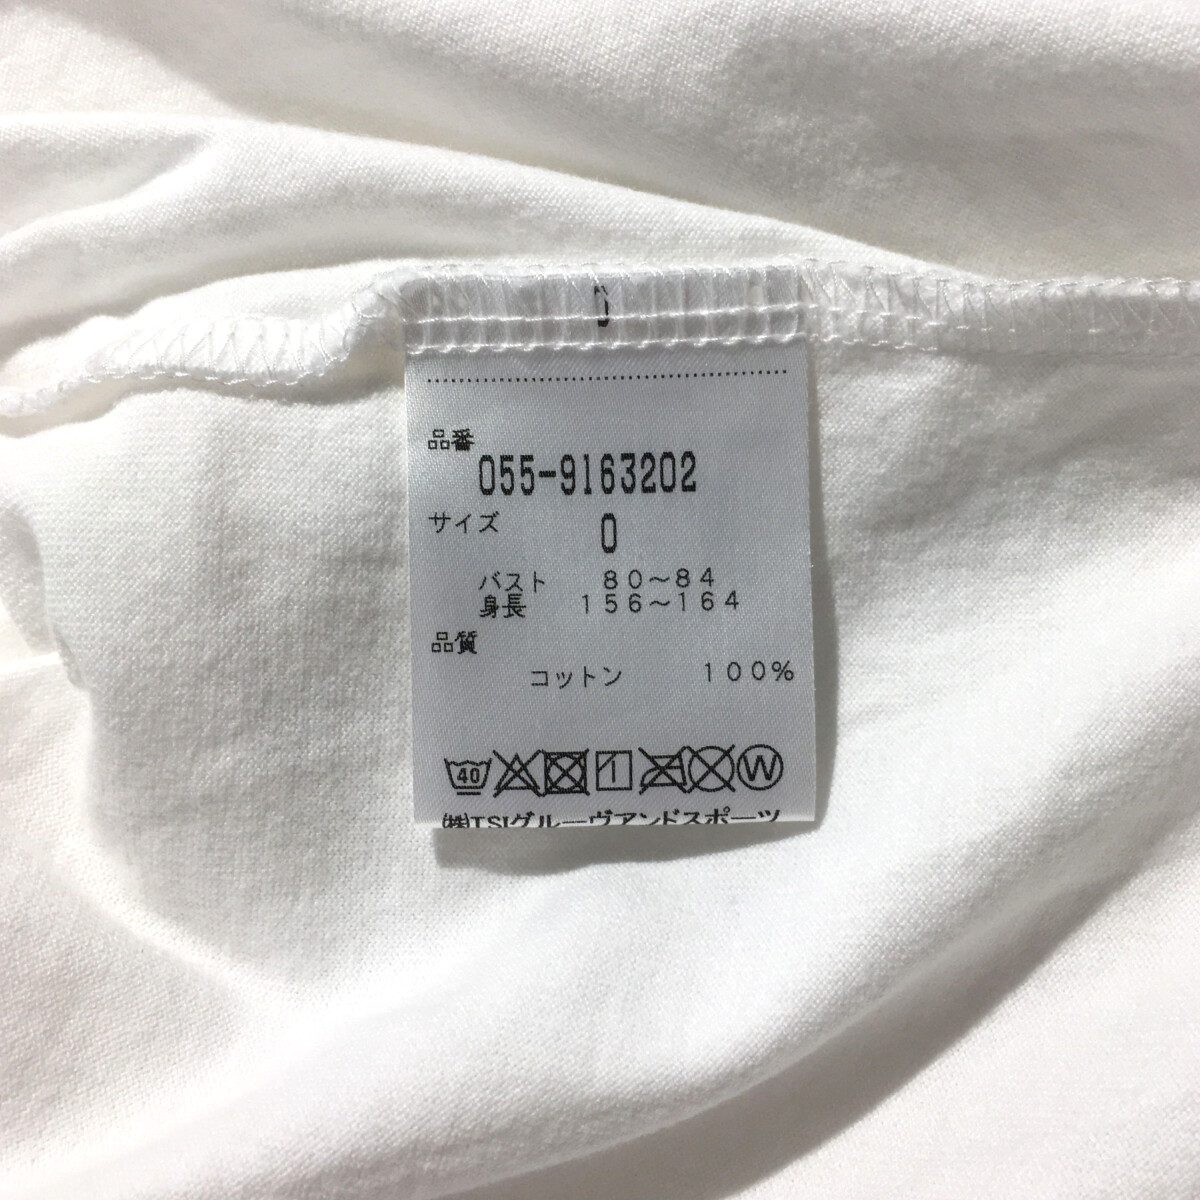 品番
055-9163202
サイズ 0
バスト 80～84
身長 156～164
品質
コットン 100%
40 W
㈱TSIグルーヴアンドスポーツ